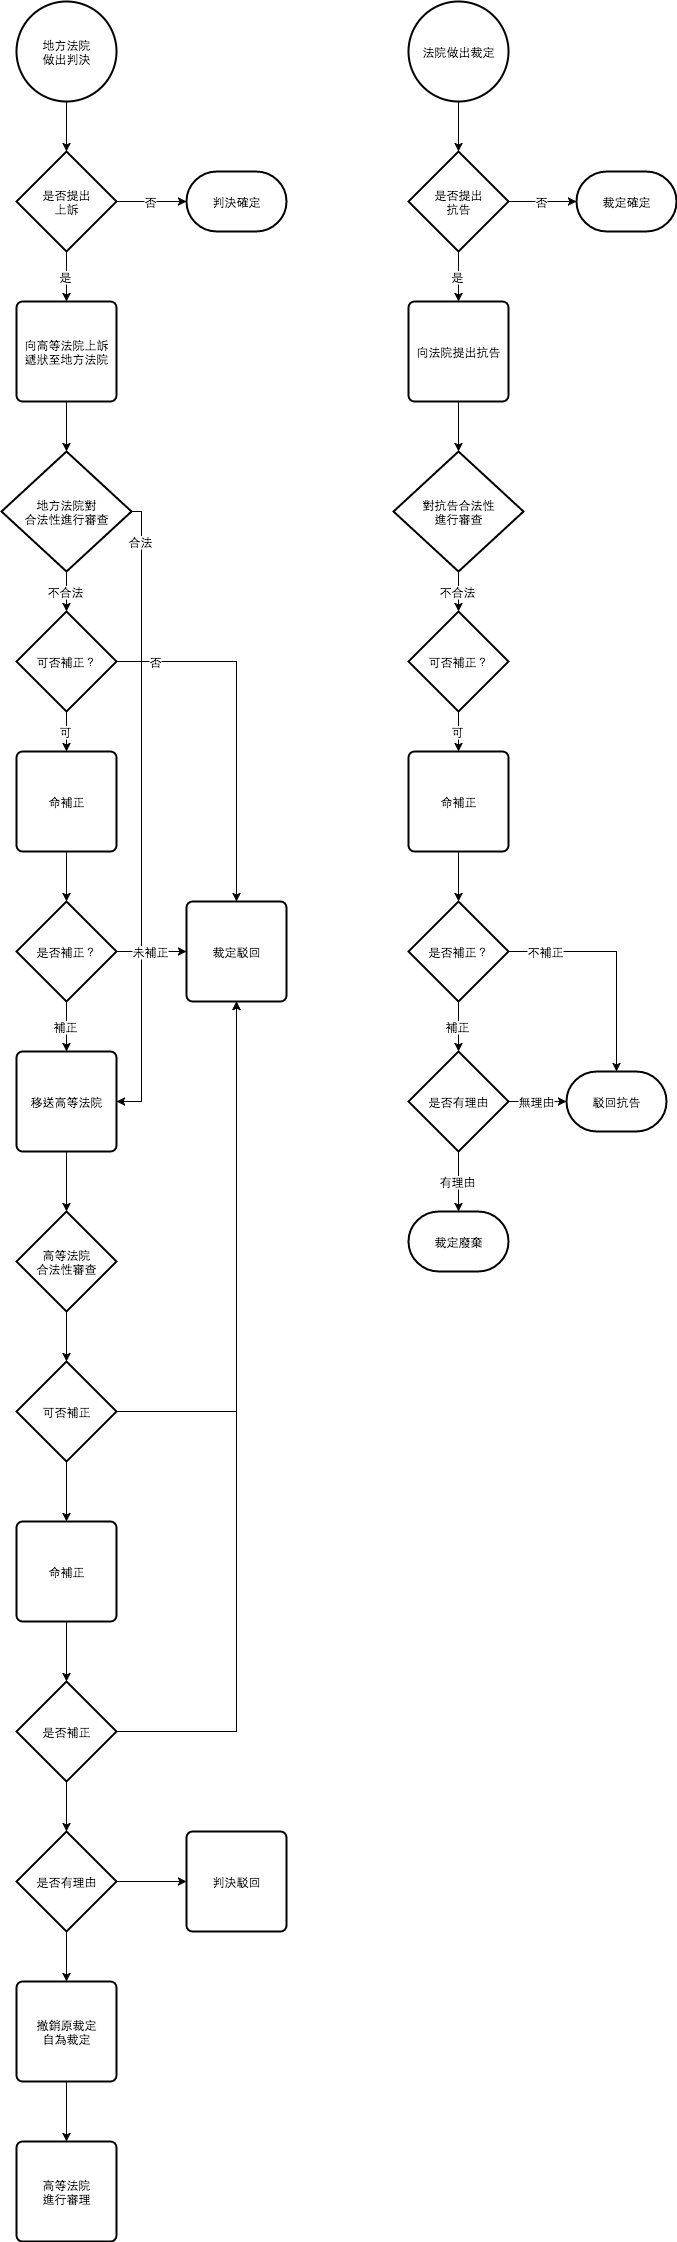 地方法院
做出判決
是否提出
上訴
否
判決確定
是
向高等法院上訴
遞狀至地方法院
地方法院對
合法性進行審查
合法
不合法
可否補正？
否
可
命補正
是否補正？
未補正
裁定駁回
補正
移送高等法院
高等法院
合法性審查
可否補正
命補正
是否補正
是否有理由
判決駁回
撤銷原裁定
自為裁定
高等法院
進行審理
法院做出裁定
是否提出
抗告
否
裁定確定
是
向法院提出抗告
對抗告合法性
進行審查
不合法
可否補正？
可
命補正
是否補正？
不補正
補正
是否有理由
無理由
駁回抗告
有理由
裁定廢棄